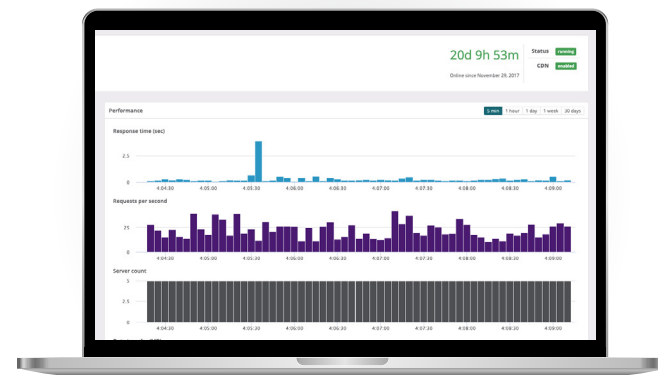 20d 9h 53m
Status running
CDN enabled
Online since November 29, 2017
Performance
5 min 1 hour 1 day 1 week 30 days
Response time (sec)
2.5
0
4:04:30 4:05:00 4:05:30 4:06:00 4:06:30 4:07:00 4:07:30 4:08:00 4:08:30 4:09:00
Requests per second
25
0
4:04:30 4:05:00 4:05:30 4:06:00 4:06:30 4:07:00 4:07:30 4:08:00 4:08:30 4:09:00
Server count
5
2.5
0
4:04:30 4:05:00 4:05:30 4:06:00 4:06:30 4:07:00 4:07:30 4:08:00 4:08:30 4:09:00